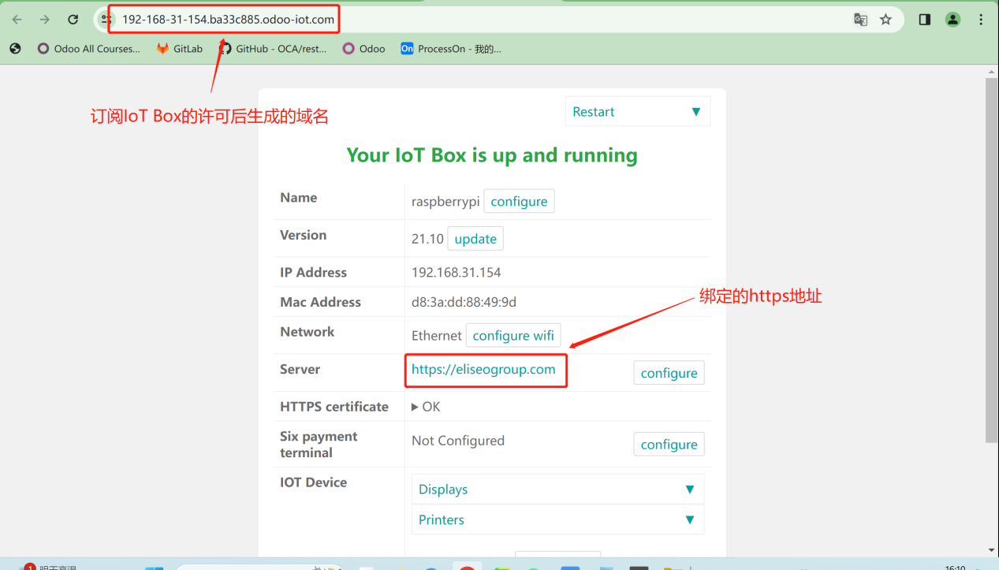 192-168-31-154.ba33c885.odoo-iot.com
Odoo All Courses... GitLab GitHub - OCA/rest... Odoo On ProcessOn - 我的...
订阅IoT Box的许可后生成的域名
Restart
Your IoT Box is up and running
Name raspberrypi configure
Version 21.10 update
IP Address 192.168.31.154
Mac Address d8:3a:dd:88:49:9d
绑定的https地址
Network Ethernet configure wifi
Server https://eliseogroup.com configure
HTTPS certificate OK
Six payment
terminal Not Configured configure
IOT Device Displays
Printers
1
16:10